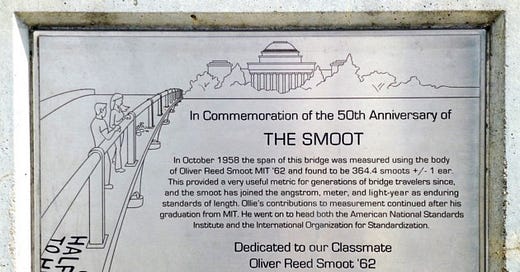 In Commemoration of the 50th Anniversary of
THE SMOOT
In October 1958 the span of this bridge was measured using the body
of Oliver Reed Smoot MIT '62 and found to be 364.4 smoots +/- 1 ear.
This provided a very useful metric for generations of bridge travelers since,
and the smoot has joined the angstrom, meter, and light-year as enduring
standards of length. Ollie's contributions to measurement continued after his
graduation from MIT. He went on to head both the American National Standards
Institute and the International Organization for Standardization.
Dedicated to our Classmate
Oliver Reed Smoot '62
HALF
TO